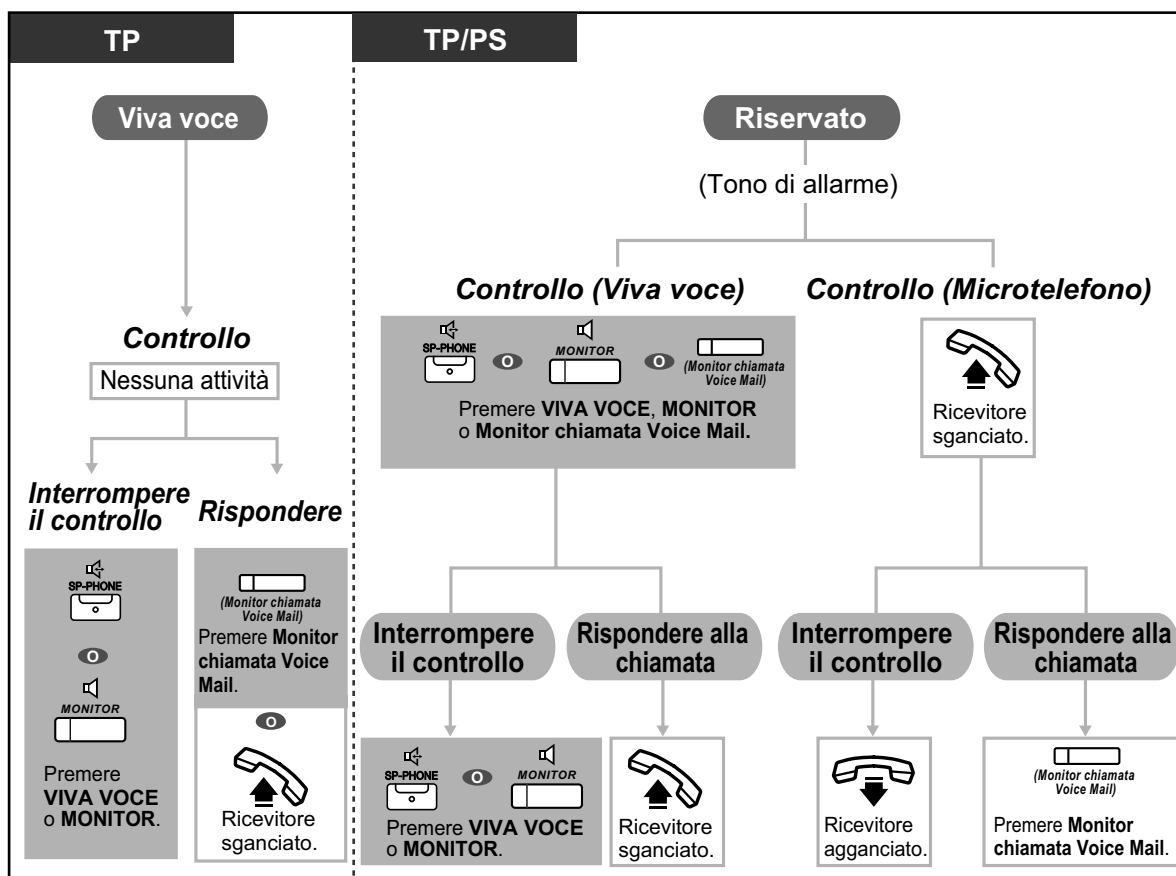 TP
Viva voce
Controllo
Nessuna attività
Interrompere
il controllo
SP-PHONE
O
MONITOR
Premere
VIVA VOCE
o MONITOR.
Rispondere
(Monitor chiamata
Voice Mail)
Premere Monitor
chiamata Voice
Mail.
O
Ricevitore
sganciato.
TP/PS
Riservato
(Tono di allarme)
Controllo (Viva voce)
SP-PHONE
O
MONITOR
O
(Monitor chiamata
Voice Mail)
Premere VIVA VOCE, MONITOR
o Monitor chiamata Voice Mail.
Interrompere
il controllo
SP-PHONE
O
MONITOR
Premere VIVA VOCE
o MONITOR.
Rispondere alla
chiamata
Ricevitore
sganciato.
Controllo (Microtelefono)
Ricevitore
sganciato.
Interrompere
il controllo
Ricevitore
agganciato.
Rispondere alla
chiamata
(Monitor chiamata
Voice Mail)
Premere Monitor
chiamata Voice Mail.